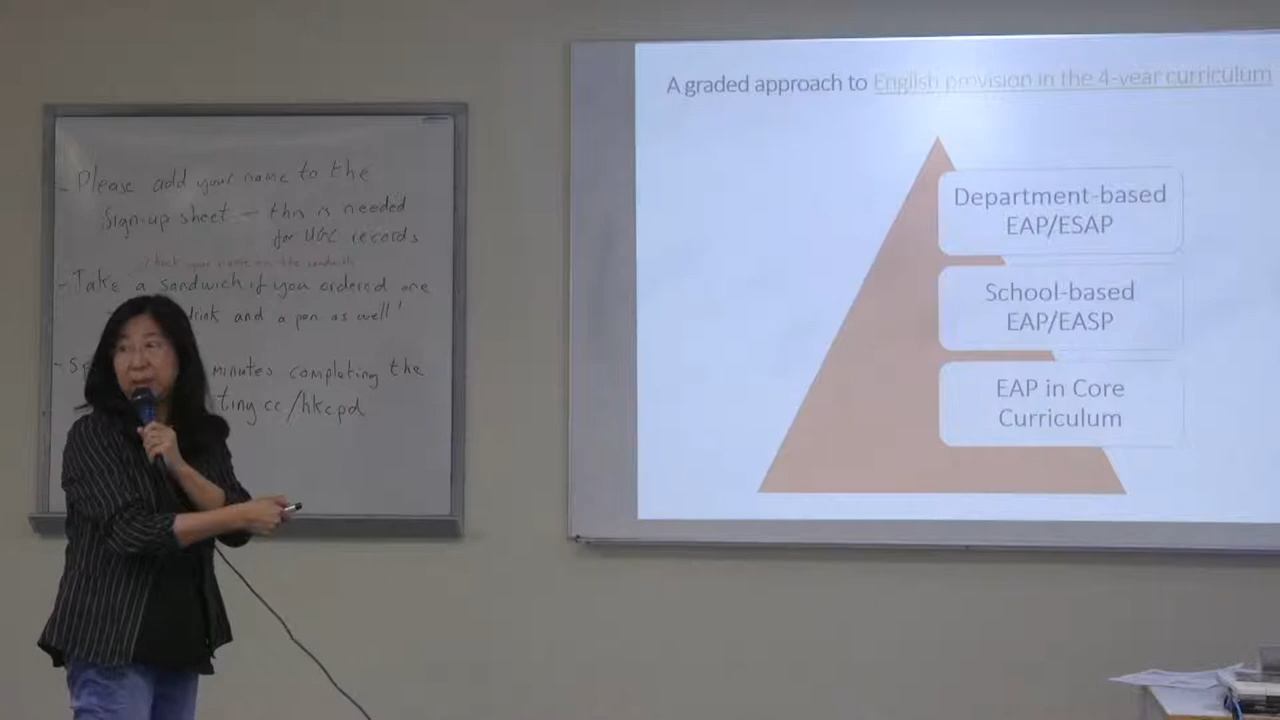 - Please add your name to the
Sign-up sheet — this is needed
for UGC records
check your name on the sandwich
- Take a sandwich if you ordered one
drink and a pen as well!
minutes completing the
tiny cc/hkcpd
A graded approach to English provision in the 4-year curriculum
Department-based
EAP/ESAP
School-based
EAP/EASP
EAP in Core
Curriculum